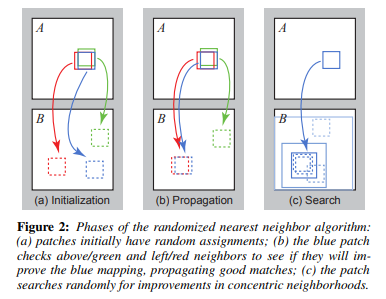 A
A
A
B
B
B
(a) Initialization
(b) Propagation
(c) Search
Figure 2: Phases of the randomized nearest neighbor algorithm:
(a) patches initially have random assignments; (b) the blue patch
checks above/green and left/red neighbors to see if they will im-
prove the blue mapping, propagating good matches; (c) the patch
searches randomly for improvements in concentric neighborhoods.